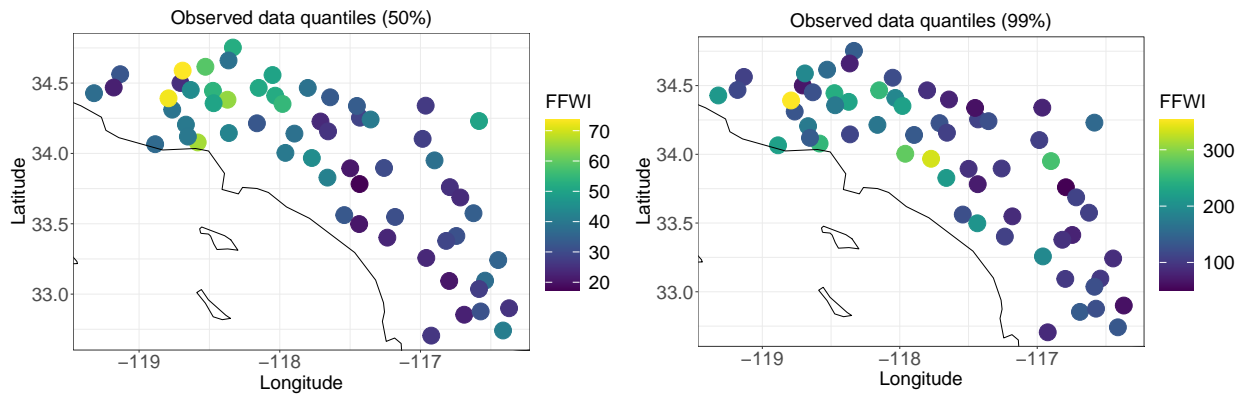 Observed data quantiles (50%)
Latitude
34.5
34.0
33.5
33.0
−119
−118
−117
Longitude
FFWI
70
60
50
40
30
20
Observed data quantiles (99%)
Latitude
34.5
34.0
33.5
33.0
−119
−118
−117
Longitude
FFWI
300
200
100